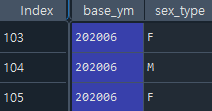 Index base_ym sex_type
103 202006 F
104 202006 M
105 202006 F